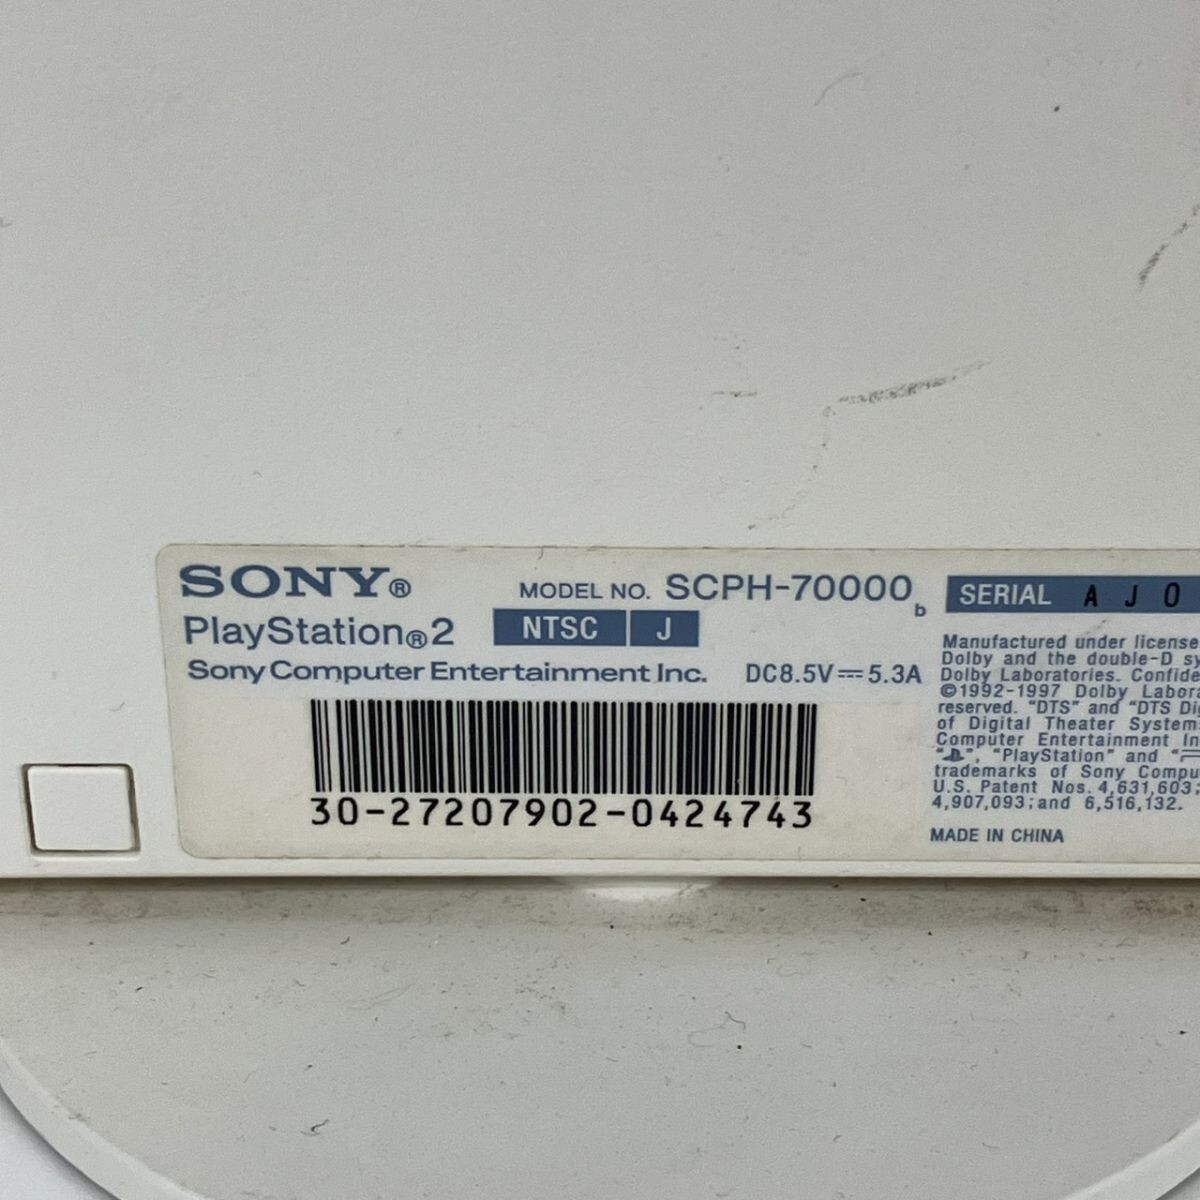 SONY®
PlayStation®2
MODEL NO. SCPH-70000 b
NTSC J
Sony Computer Entertainment Inc. DC8.5V⎓5.3A
30-27207902-0424743
SERIAL A J 0
Manufactured under license
Dolby and the double-D
Dolby Laboratories.
©1992-1997 Dolby
reserved. "DTS" and "DTS
of Digital Theater
Computer Entertainment
"PlayStation" and
trademarks of Sony
U.S. Patent Nos. 4,631,603;
4,907,093; and 6,516,132.
MADE IN CHINA